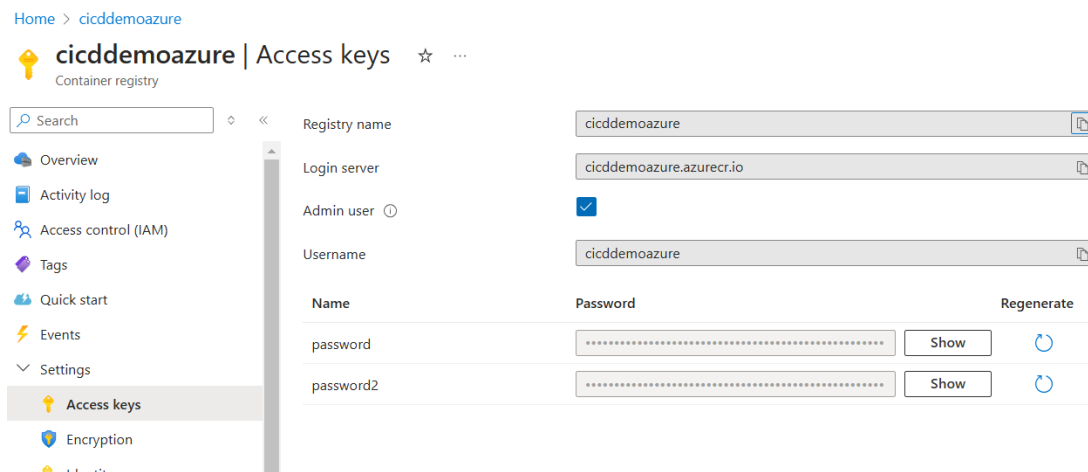 Home > cicddemoazure
cicddemoazure | Access keys
Container registry
Search
Overview
Activity log
Access control (IAM)
Tags
Quick start
Events
Settings
Access keys
Encryption
Registry name
cicddemoazure
Login server
cicddemoazure.azurecr.io
Admin user
Username
cicddemoazure
Name Password Regenerate
password Show
password2 Show